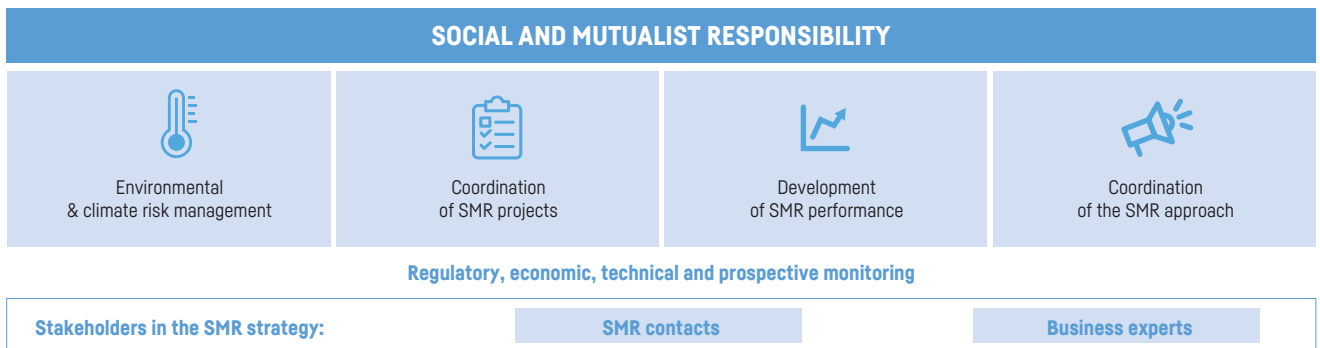 SOCIAL AND MUTUALIST RESPONSIBILITY
Environmental
& climate risk management
Coordination
of SMR projects
Development
of SMR performance
Coordination
of the SMR approach
Regulatory, economic, technical and prospective monitoring
Stakeholders in the SMR strategy:
SMR contacts
Business experts